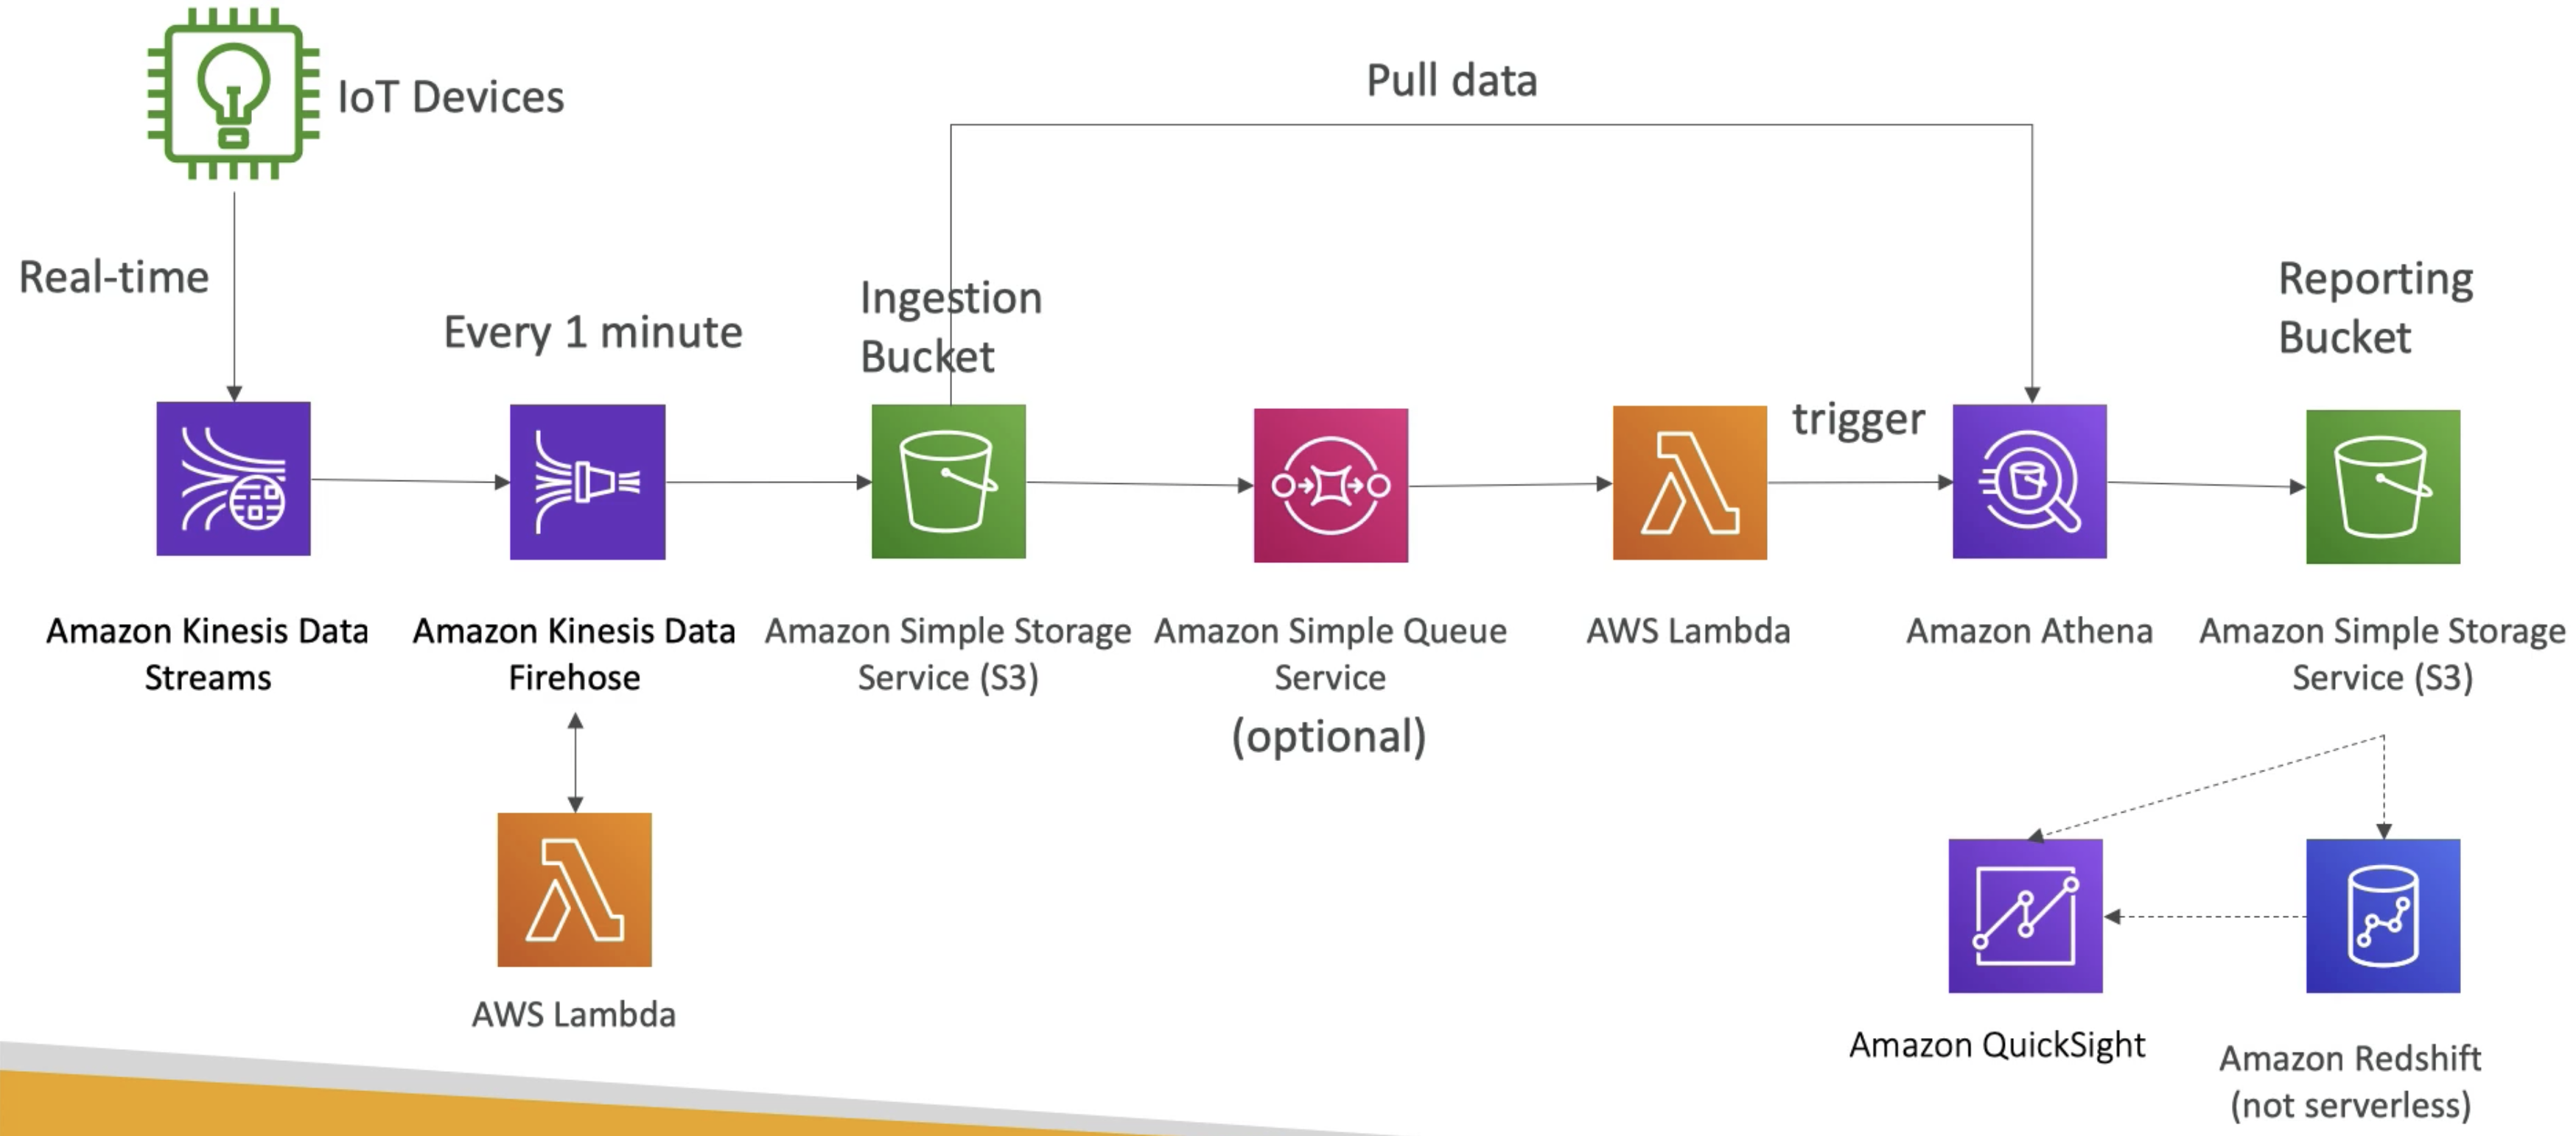 IoT Devices
Pull data
Real-time
Every 1 minute
Ingestion
Bucket
trigger
Reporting
Bucket
Amazon Kinesis Data
Streams
Amazon Kinesis Data
Firehose
Amazon Simple Storage
Service (S3)
Amazon Simple Queue
Service
(optional)
AWS Lambda
Amazon Athena
Amazon Simple Storage
Service (S3)
AWS Lambda
Amazon QuickSight
Amazon Redshift
(not serverless)